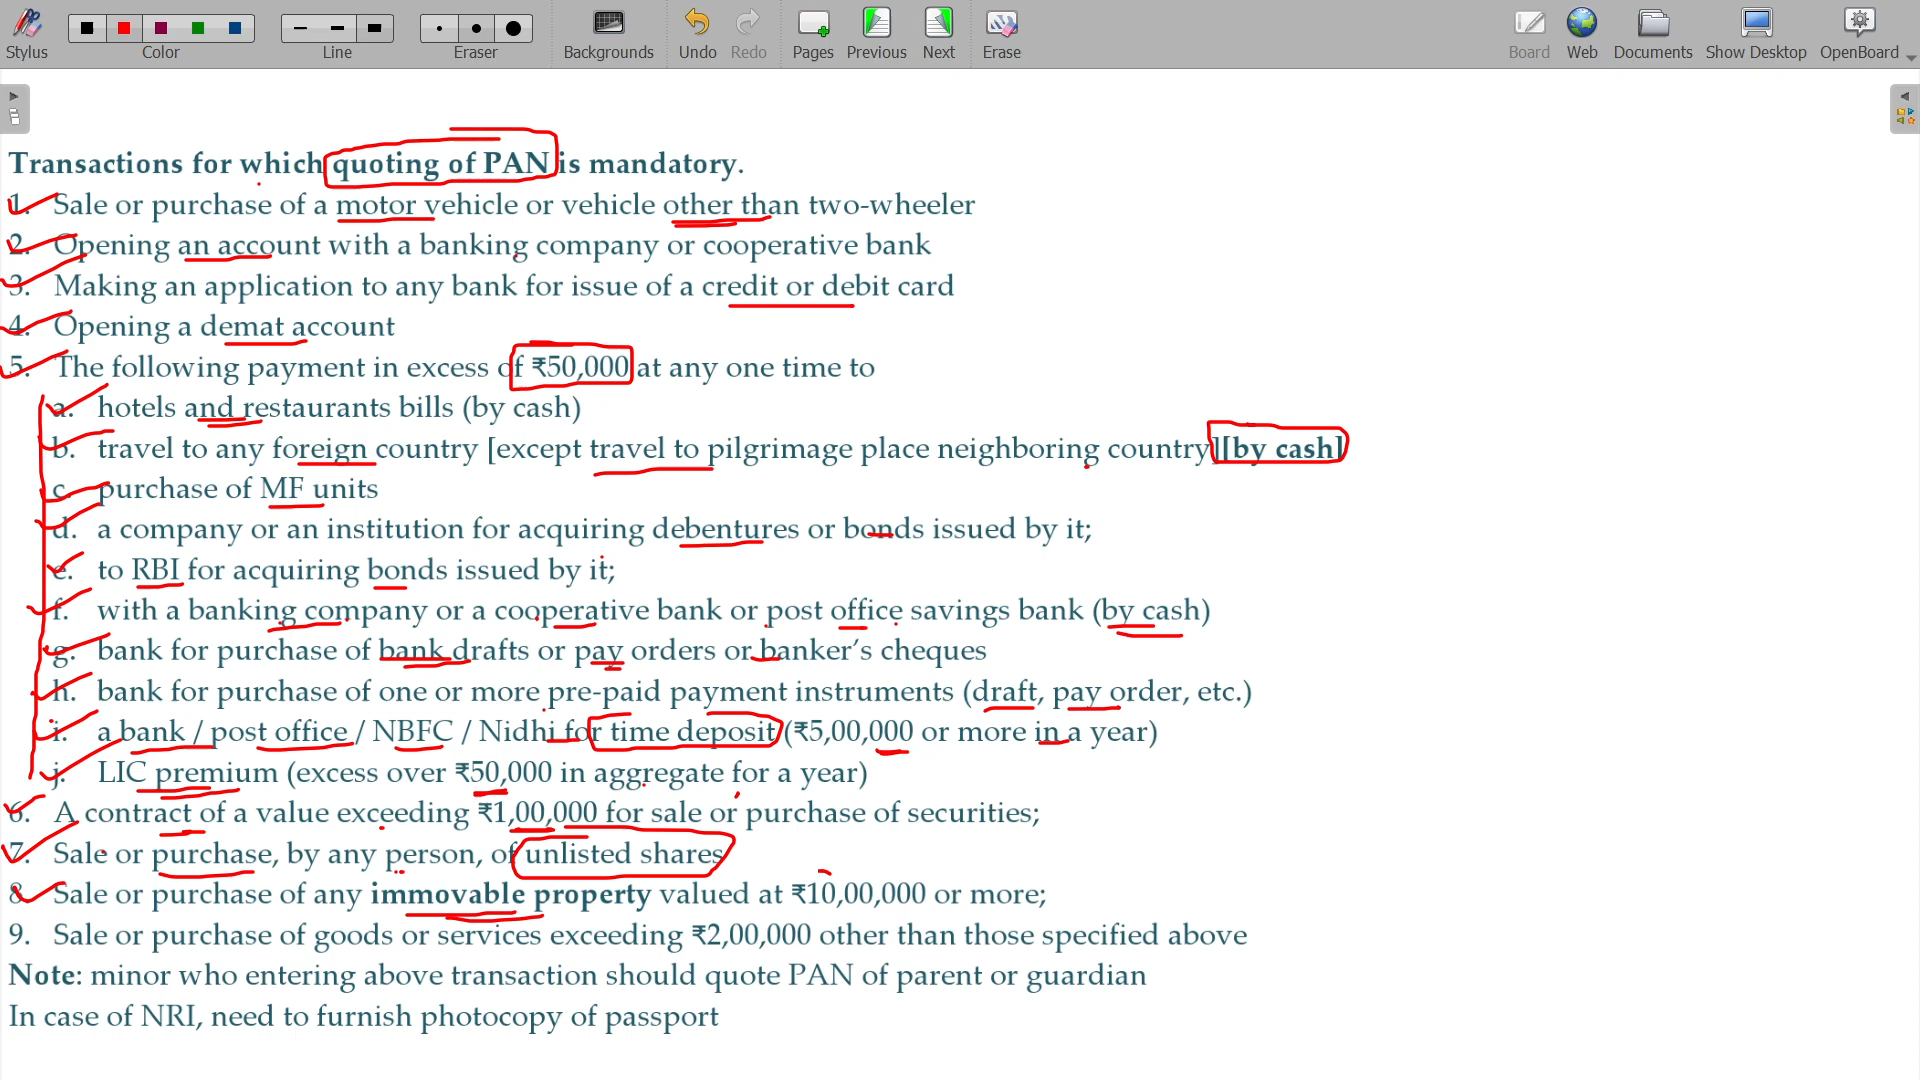 Stylus Color Line Eraser Backgrounds Undo Redo Pages Previous Next Erase Board Web Documents Show Desktop OpenBoard
Transactions for which quoting of PAN is mandatory.
1. Sale or purchase of a motor vehicle or vehicle other than two-wheeler
2. Opening an account with a banking company or cooperative bank
3. Making an application to any bank for issue of a credit or debit card
4. Opening a demat account
5. The following payment in excess of ₹50,000 at any one time to
a. hotels and restaurants bills (by cash)
b. travel to any foreign country [except travel to pilgrimage place neighboring country][by cash]
c. purchase of MF units
d. a company or an institution for acquiring debentures or bonds issued by it;
e. to RBI for acquiring bonds issued by it;
f. with a banking company or a cooperative bank or post office savings bank (by cash)
g. bank for purchase of bank drafts or pay orders or banker’s cheques
h. bank for purchase of one or more pre-paid payment instruments (draft, pay order, etc.)
i. a bank / post office / NBFC / Nidhi for time deposit (₹5,00,000 or more in a year)
j. LIC premium (excess over ₹50,000 in aggregate for a year)
6. A contract of a value exceeding ₹1,00,000 for sale or purchase of securities;
7. Sale or purchase, by any person, of unlisted shares
8. Sale or purchase of any immovable property valued at ₹10,00,000 or more;
9. Sale or purchase of goods or services exceeding ₹2,00,000 other than those specified above
Note: minor who entering above transaction should quote PAN of parent or guardian
In case of NRI, need to furnish photocopy of passport